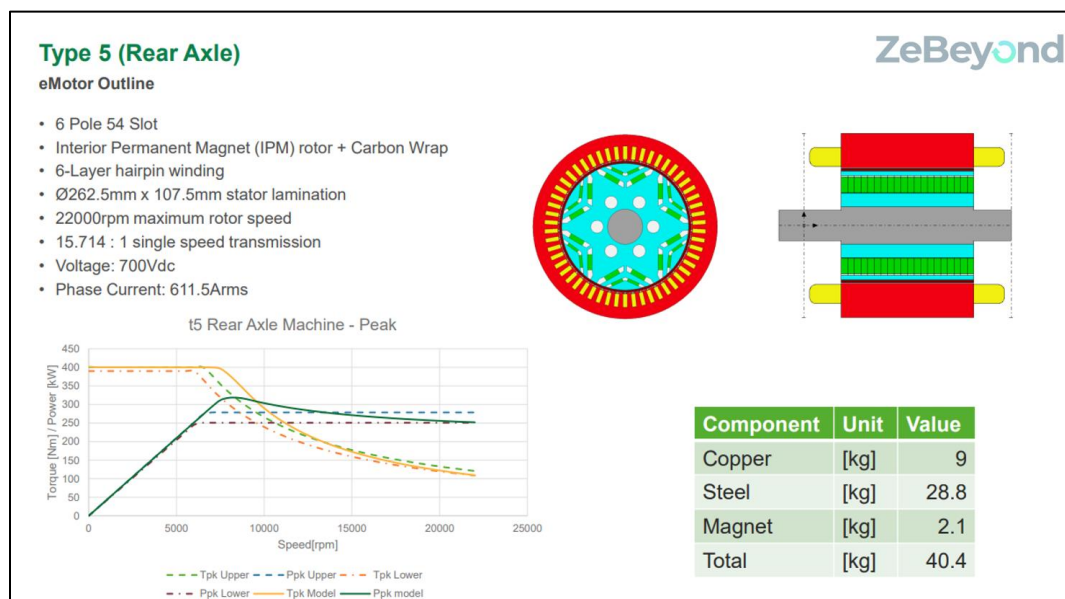 Type 5 (Rear Axle)
ZeBeyond
eMotor Outline
• 6 Pole 54 Slot
• Interior Permanent Magnet (IPM) rotor + Carbon Wrap
• 6-Layer hairpin winding
• Ø262.5mm x 107.5mm stator lamination
• 22000rpm maximum rotor speed
• 15.714 : 1 single speed transmission
• Voltage: 700Vdc
• Phase Current: 611.5Arms
t5 Rear Axle Machine - Peak
Torque [Nm] / Power [kW]
450
400
350
300
250
200
150
100
50
0
0 5000 10000 15000 20000 25000
Speed[rpm]
Tpk Upper Ppk Upper Tpk Lower
Ppk Lower Tpk Model Ppk model
Component Unit Value
Copper [kg] 9
Steel [kg] 28.8
Magnet [kg] 2.1
Total [kg] 40.4